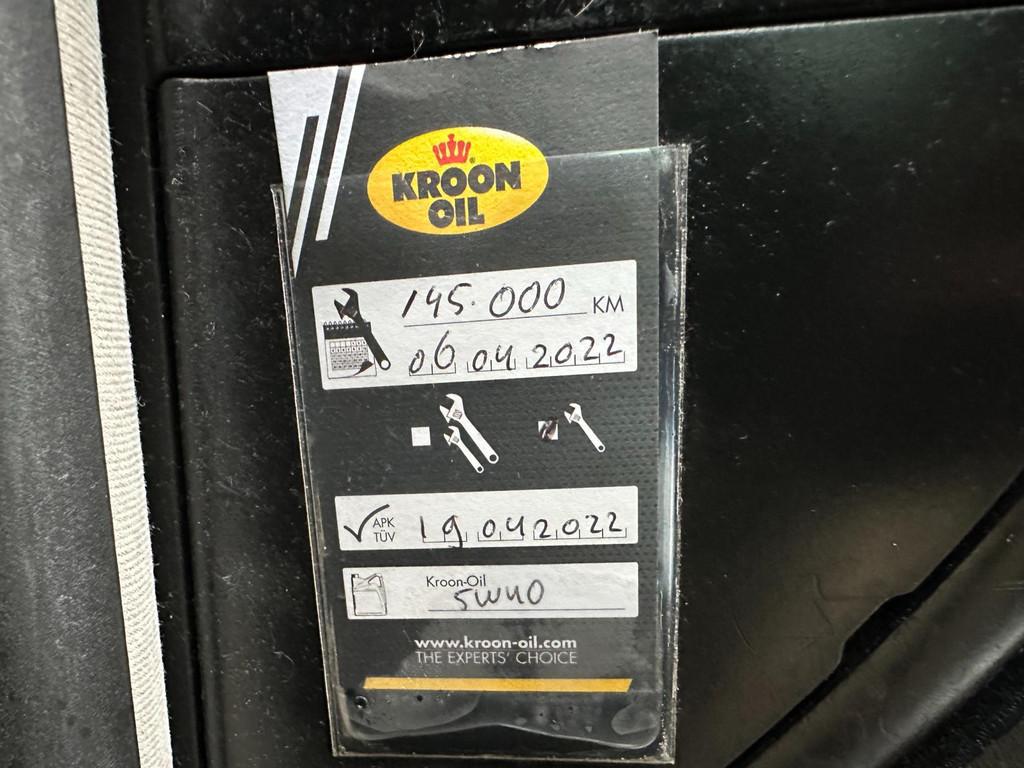 KROON
OIL
145.000 KM
06 04 2022
APK
TÜV
19 04 2022
Kroon-Oil
5W40
www.kroon-oil.com
THE EXPERTS' CHOICE